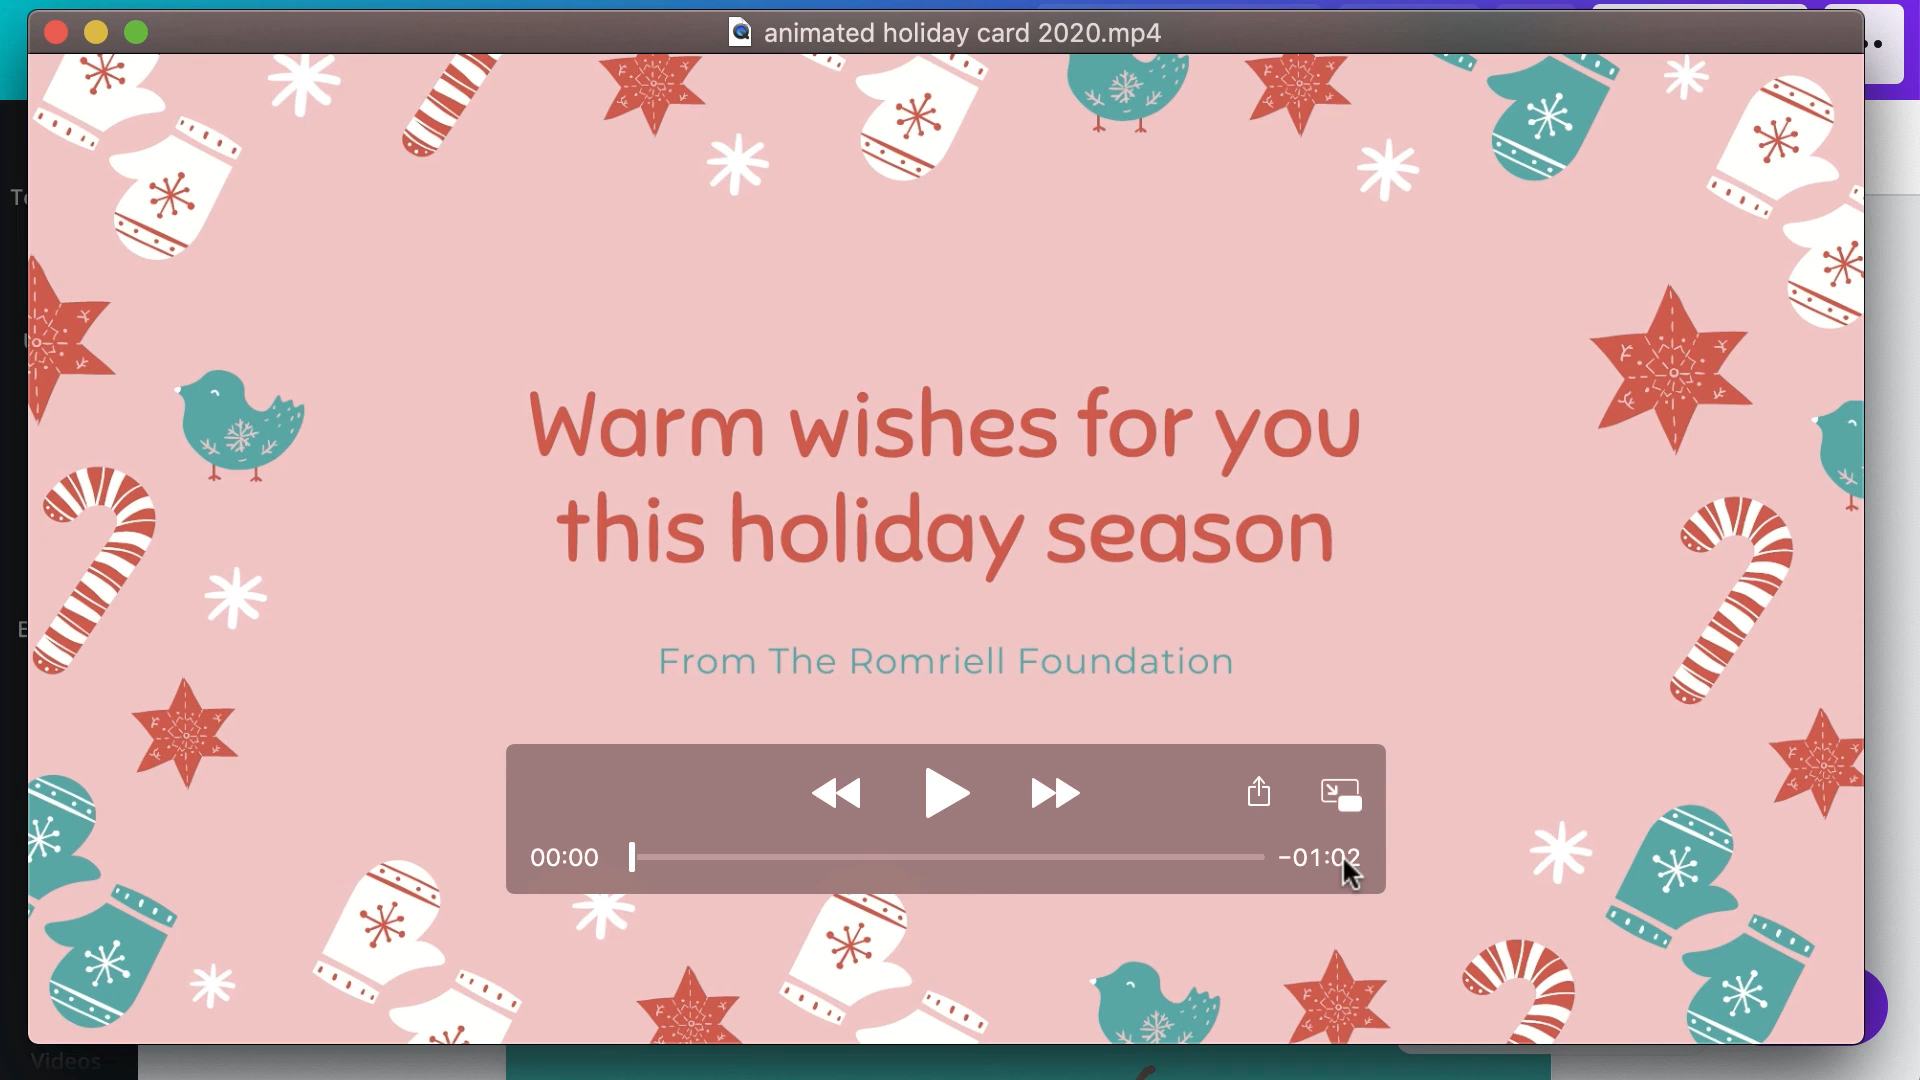 animated holiday card 2020.mp4
Warm wishes for you
this holiday season
From The Romriell Foundation
00:00
-01:02
Videos